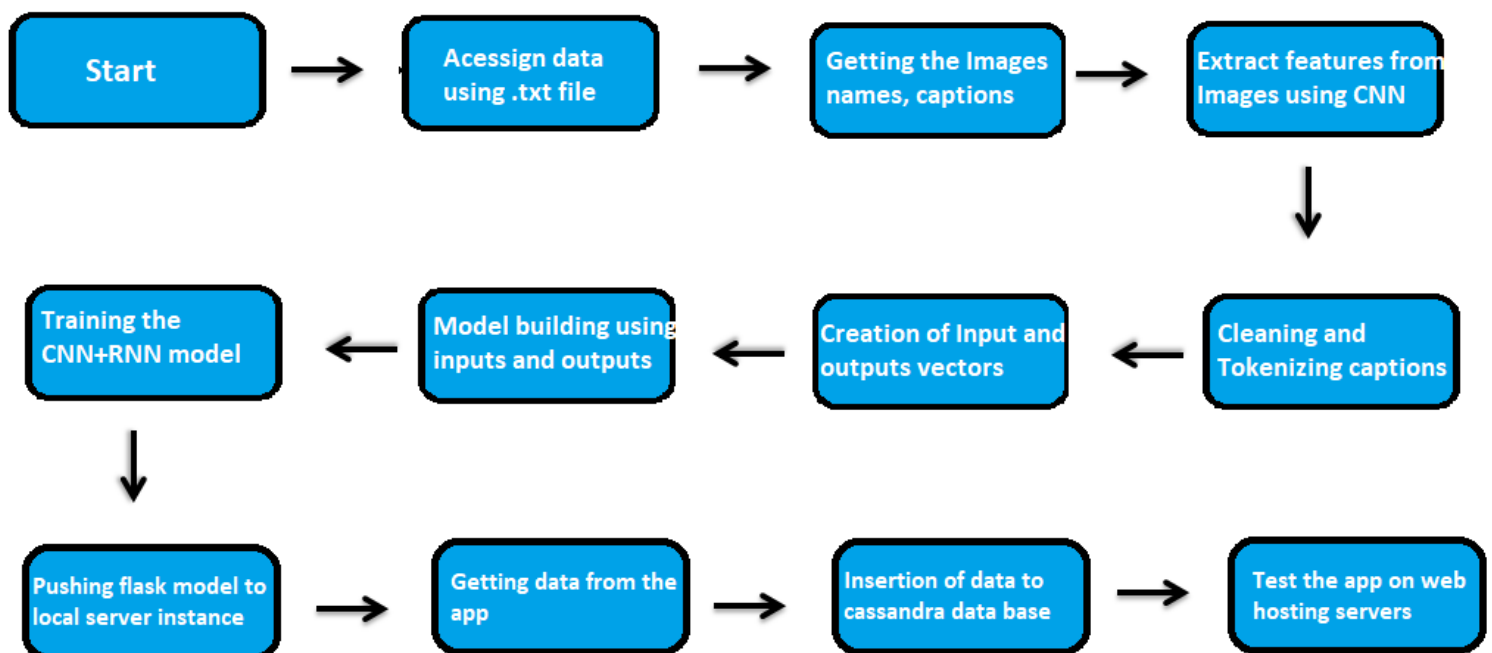 Start
Acessign data
using .txt file
Getting the Images
names, captions
Extract features from
Images using CNN
Cleaning and
Tokenizing captions
Creation of Input and
outputs vectors
Model building using
inputs and outputs
Training the
CNN+RNN model
Pushing flask model to
local server instance
Getting data from the
app
Insertion of data to
cassandra data base
Test the app on web
hosting servers